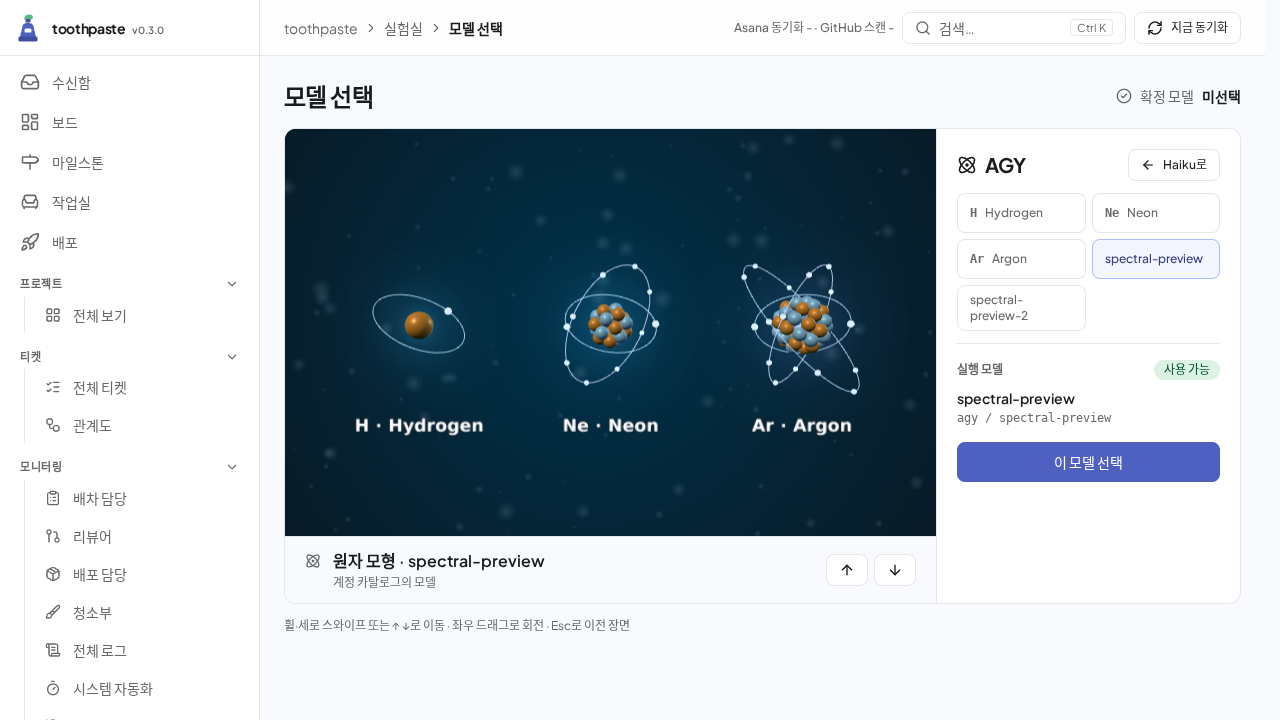 toothpaste v0.3.0
toothpaste > 실험실 > 모델 선택
Asana 동기화 - · GitHub 스캔 -
검색...
Ctrl K
지금 동기화
수신함
보드
마일스톤
작업실
배포
프로젝트
전체 보기
티켓
전체 티켓
관계도
모니터링
배차 담당
리뷰어
배포 담당
청소부
전체 로그
시스템 자동화
모델 선택
확정 모델 미선택
H · Hydrogen
Ne · Neon
Ar · Argon
원자 모형 · spectral-preview
계정 카탈로그의 모델
↑
↓
AGY
← Haiku로
H Hydrogen
Ne Neon
Ar Argon
spectral-preview
spectral-
preview-2
실행 모델
사용 가능
spectral-preview
agy / spectral-preview
이 모델 선택
휠·세로 스와이프 또는 ↑ ↓로 이동 · 좌우 드래그로 회전 · Esc로 이전 장면